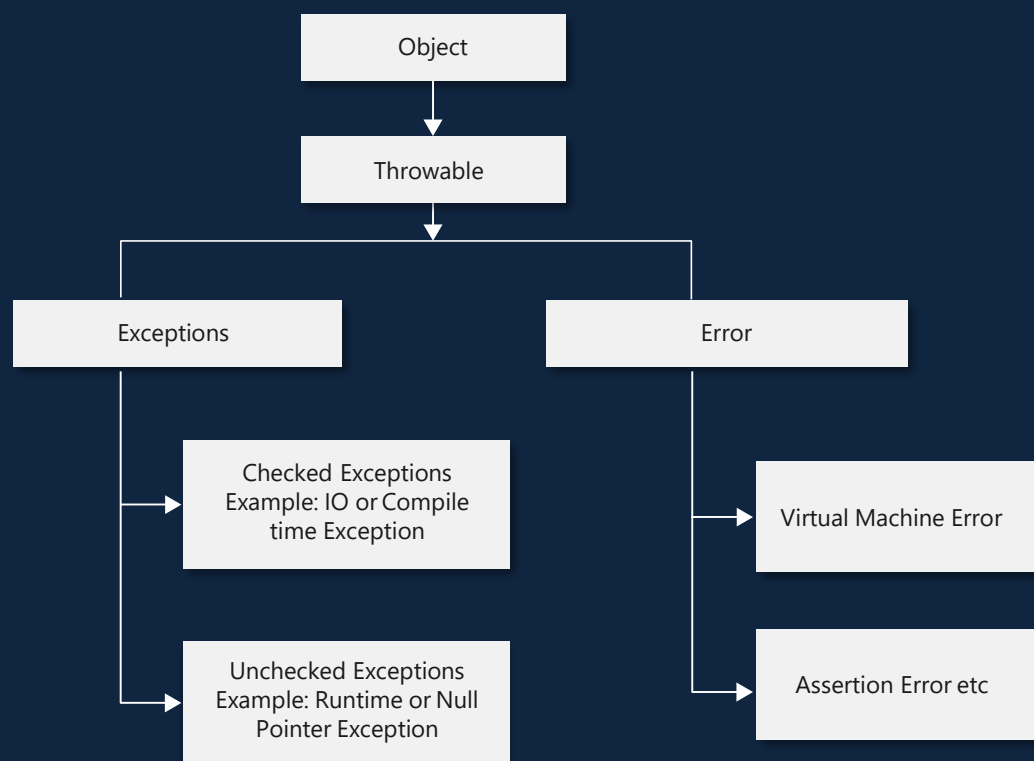 Object
Throwable
Exceptions
Error
Checked Exceptions
Example: IO or Compile
time Exception
Virtual Machine Error
Unchecked Exceptions
Example: Runtime or Null
Pointer Exception
Assertion Error etc